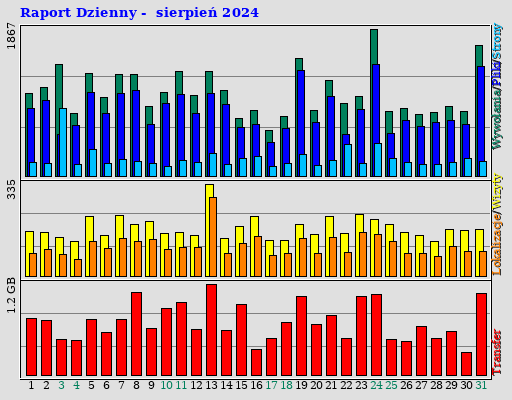 Raport Dzienny - sierpień 2024
1867
Wywołania/Pliki/Strony
335
Lokalizacje/Wizyty
1.2 GB
Transfer
1 2 3 4 5 6 7 8 9 10 11 12 13 14 15 16 17 18 19 20 21 22 23 24 25 26 27 28 29 30 31